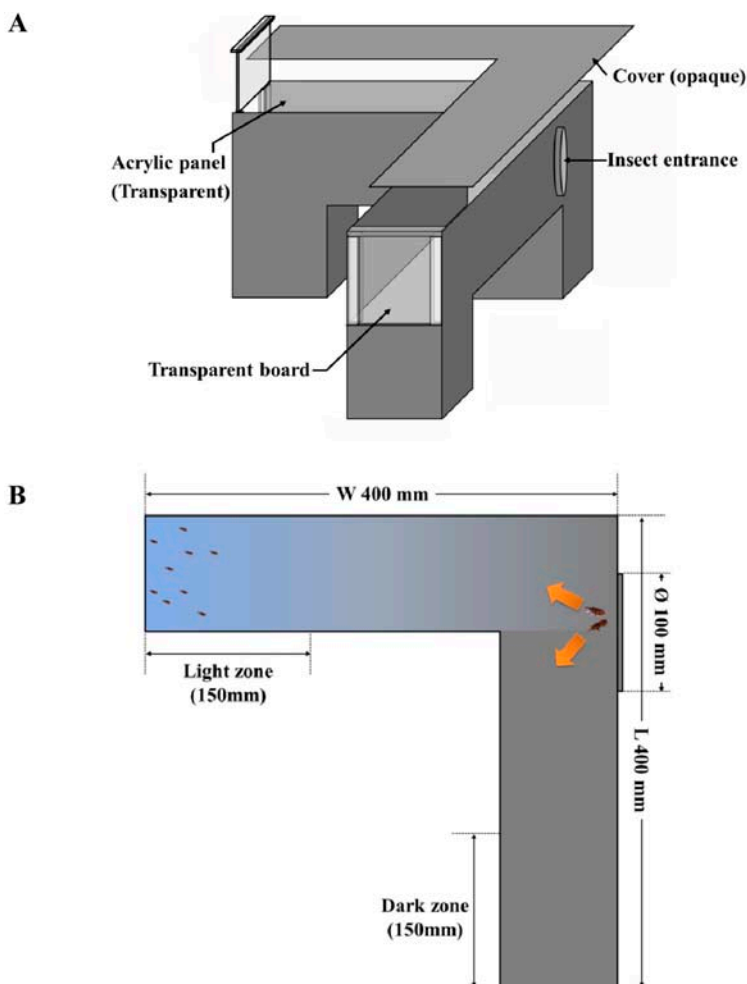 A
Cover (opaque)
Insect entrance
Acrylic panel
(Transparent)
Transparent board
B
W 400 mm
Ø 100 mm
L 400 mm
Light zone
(150mm)
Dark zone
(150mm)